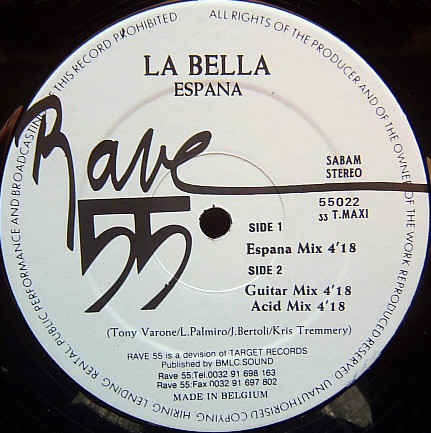 ALL RIGHTS OF THE PRODUCER AND OF THE OWNER OF THE WORK REPRODUCED RESERVED UNAUTHORISED COPYING HIRING LENDING RENTAL PUBLIC PERFORMANCE AND BROADCASTING OF THIS RECORD PROHIBITED
LA BELLA
ESPANA
Rave
55
SABAM
STEREO
55022
33 T.MAXI
SIDE 1
Espana Mix 4'18
SIDE 2
Guitar Mix 4'18
Acid Mix 4'18
(Tony Varone/L.Palmiro/J.Bertoli/Kris Tremmery)
RAVE 55 is a division of TARGET RECORDS
Published by BMLC SOUND
Rave 55:Tel.0032 91 698 163
Rave 55:Fax 0032 91 697 802
MADE IN BELGIUM